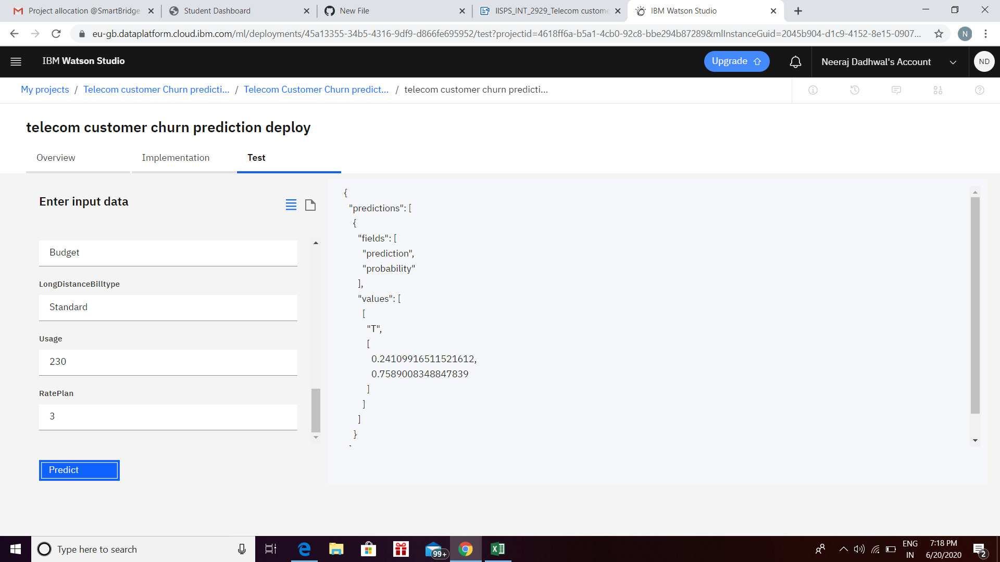 Project allocation @SmartBridge
Student Dashboard
New File
IISPS_INT_2929_Telecom custome
IBM Watson Studio
eu-gb.dataplatform.cloud.ibm.com/ml/deployments/45a13355-34b5-4316-9df9-d866fe695952/test?projectid=4618ff6a-b5a1-4cb0-92c8-bbe294b87289&mlInstanceGuid=2045b904-d1c9-4152-8e15-0907...
N
IBM Watson Studio
Upgrade
Neeraj Dadhwal's Account
ND
My projects / Telecom customer Churn predicti... / Telecom Customer Churn predict... / telecom customer churn predicti...
telecom customer churn prediction deploy
Overview
Implementation
Test
Enter input data
Budget
LongDistanceBilltype
Standard
Usage
230
RatePlan
3
Predict
{
"predictions": [
{
"fields": [
"prediction",
"probability"
],
"values": [
[
"T",
[
0.24109916511521612,
0.7589008348847839
]
]
]
}
Type here to search
99+
ENG
IN
7:18 PM
6/20/2020
2